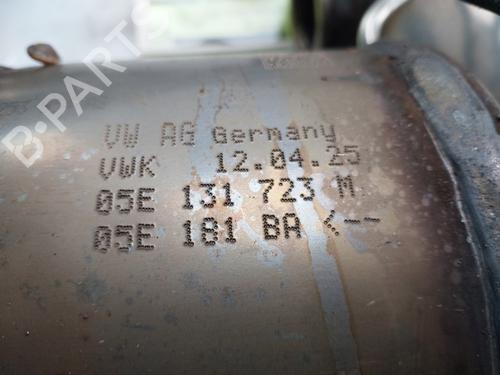 B-PARTS
VW AG Germany
VWK 12.04.25
05E 131 723 M
05E 181 BA <--